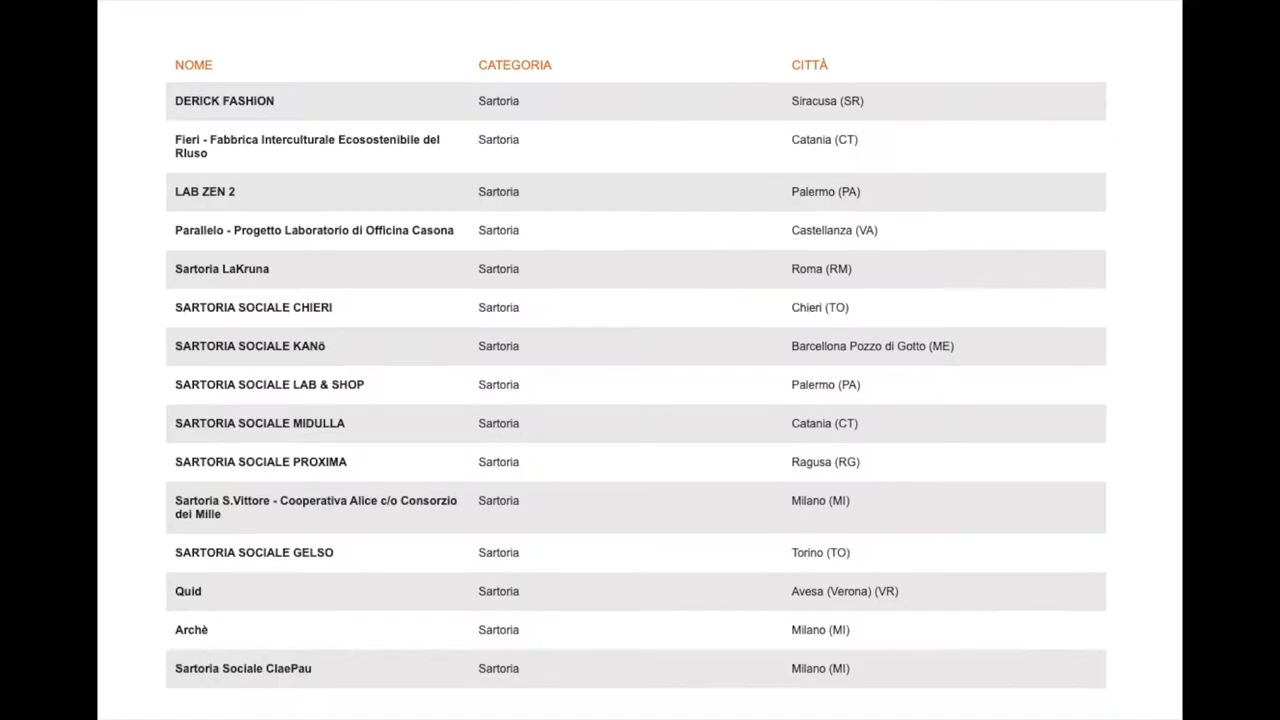 NOME CATEGORIA CITTÀ
DERICK FASHION Sartoria Siracusa (SR)
Fieri - Fabbrica Interculturale Ecosostenibile del Sartoria Catania (CT)
RIuso
LAB ZEN 2 Sartoria Palermo (PA)
Parallelo - Progetto Laboratorio di Officina Casona Sartoria Castellanza (VA)
Sartoria LaKruna Sartoria Roma (RM)
SARTORIA SOCIALE CHIERI Sartoria Chieri (TO)
SARTORIA SOCIALE KANö Sartoria Barcellona Pozzo di Gotto (ME)
SARTORIA SOCIALE LAB & SHOP Sartoria Palermo (PA)
SARTORIA SOCIALE MIDULLA Sartoria Catania (CT)
SARTORIA SOCIALE PROXIMA Sartoria Ragusa (RG)
Sartoria S.Vittore - Cooperativa Alice c/o Consorzio Sartoria Milano (MI)
dei Mille
SARTORIA SOCIALE GELSO Sartoria Torino (TO)
Quid Sartoria Avesa (Verona) (VR)
Archè Sartoria Milano (MI)
Sartoria Sociale ClaePau Sartoria Milano (MI)